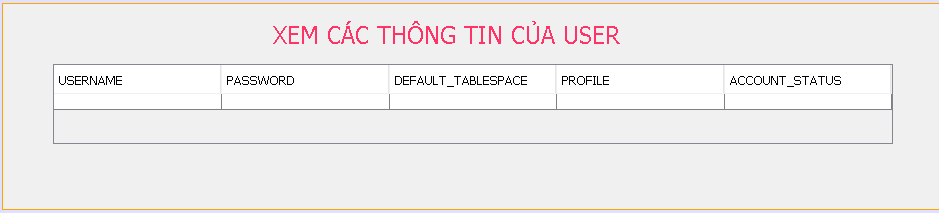 XEM CÁC THÔNG TIN CỦA USER
USERNAME PASSWORD DEFAULT_TABLESPACE PROFILE ACCOUNT_STATUS